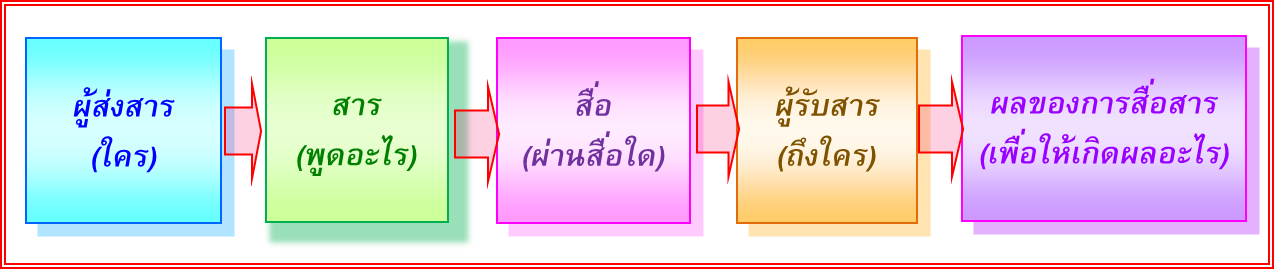 ผู้ส่งสาร
(ใคร)
สาร
(พูดอะไร)
สื่อ
(ผ่านสื่อใด)
ผู้รับสาร
(ถึงใคร)
ผลของการสื่อสาร
(เพื่อให้เกิดผลอะไร)